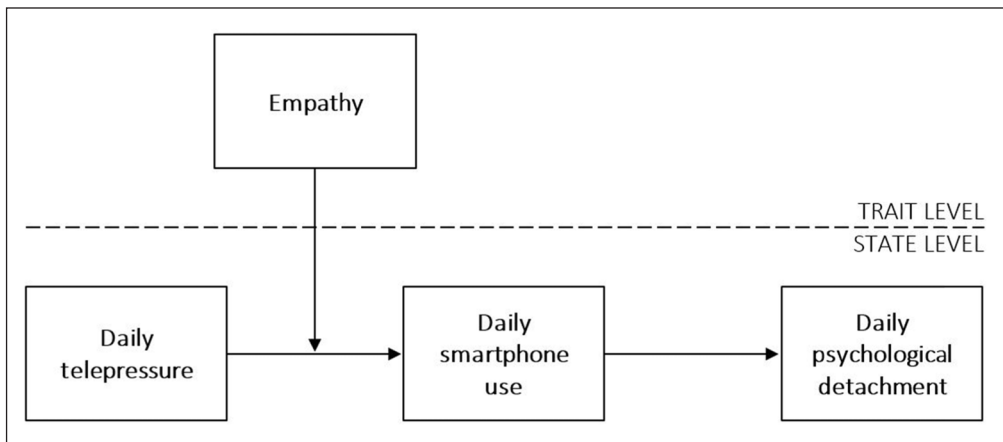 Empathy
TRAIT LEVEL
STATE LEVEL
Daily
telepressure
Daily
smartphone
use
Daily
psychological
detachment